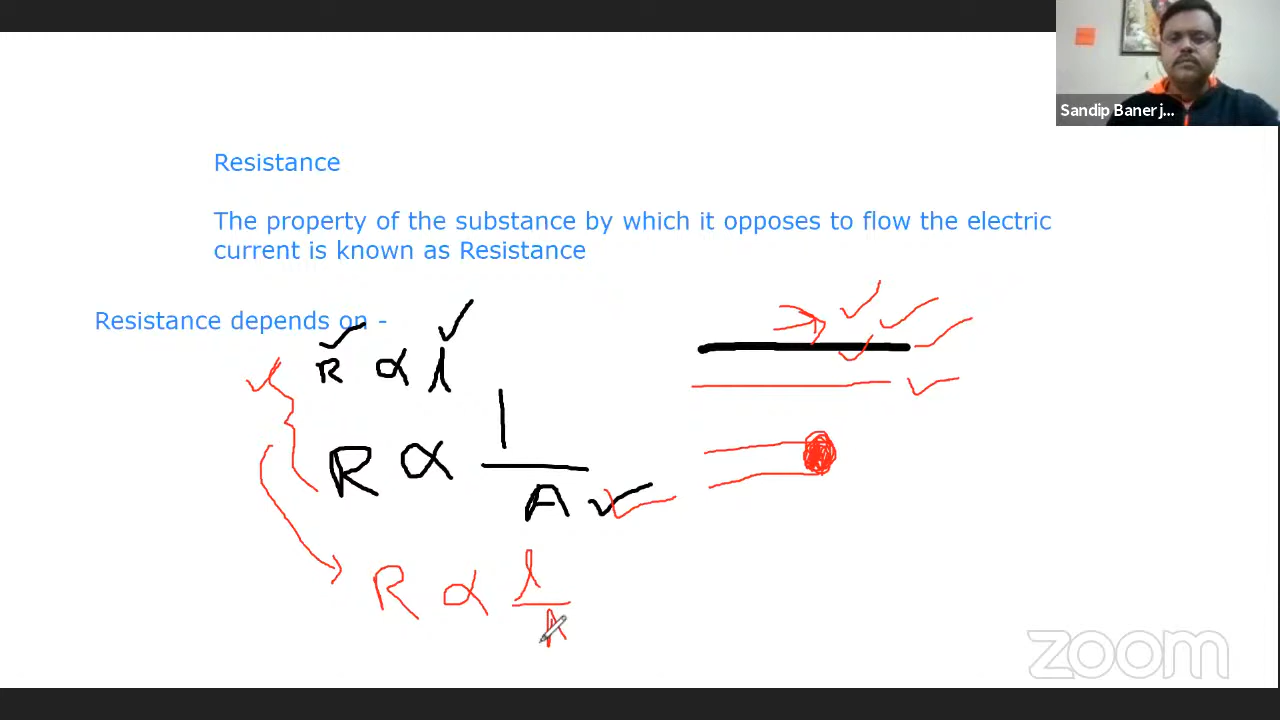 Sandip Banerj...
Resistance
The property of the substance by which it opposes to flow the electric
current is known as Resistance
Resistance depends on -
R ∝ l
R ∝ 1/A
R ∝ l/A
zoom